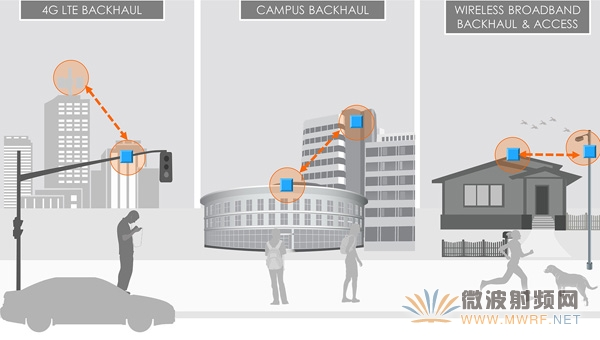 4G LTE BACKHAUL
CAMPUS BACKHAUL
WIRELESS BROADBAND
BACKHAUL & ACCESS
微波射频网
WWW.MWRF.NET